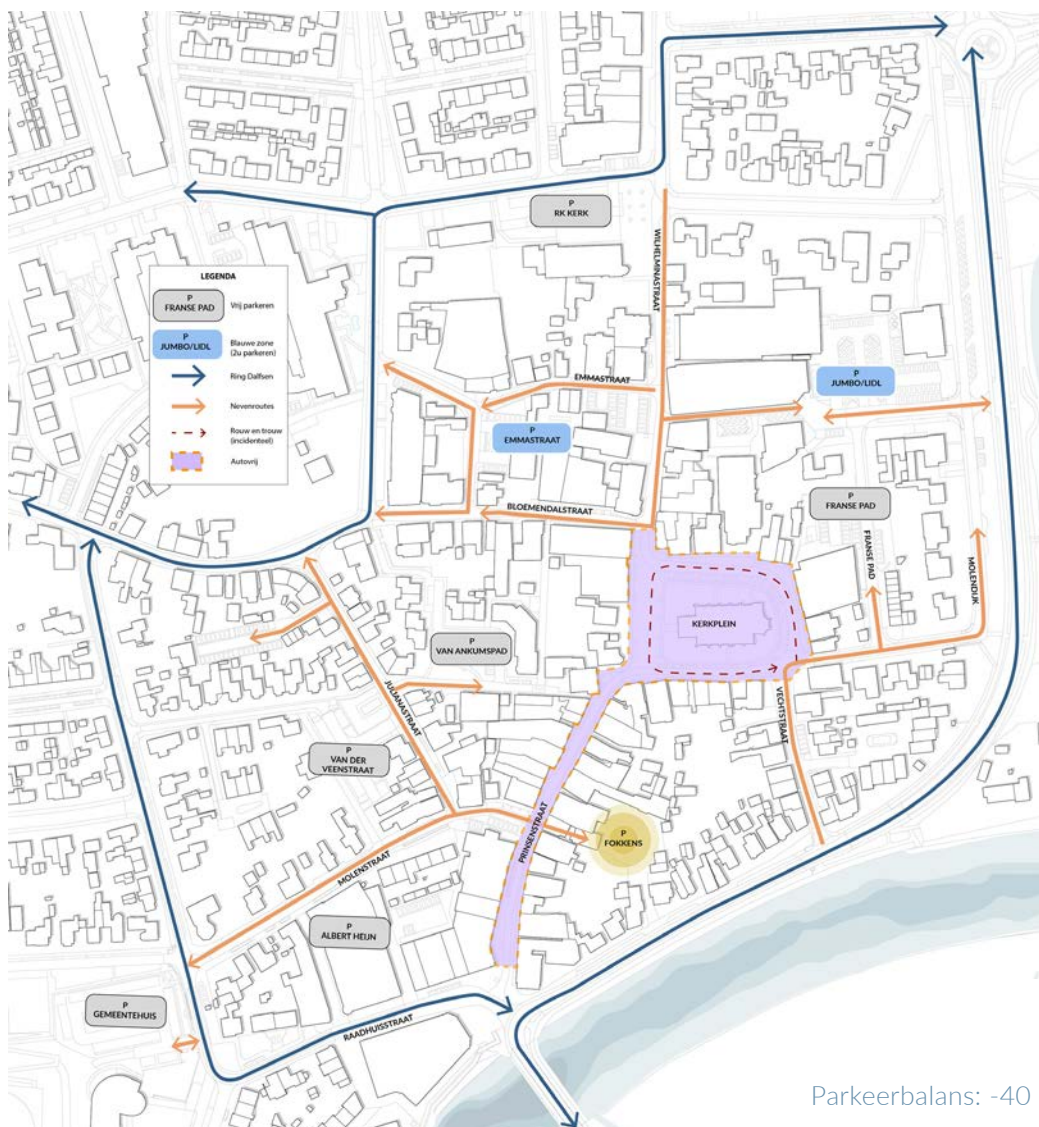 P
RK KERK
WILHELMINASTRAAT
LEGENDA
P
FRANSE PAD
Vrij parkeren
P
JUMBO/LIDL
Blauwe zone
(2u parkeren)
Ring Dalfsen
Nevenroutes
Rouw en trouw
(incidenteel)
Autovrij
EMMASTRAAT
P
JUMBO/LIDL
P
EMMASTRAAT
BLOEMENDALSTRAAT
P
FRANSE PAD
FRANSE PAD
MOLENDIJK
KERKPLEIN
P
VAN ANKUMSPAD
JULIANASTRAAT
VECHTSTRAAT
P
VAN DER
VEENSTRAAT
PRINSENSTRAAT
P
FOKKENS
MOLENSTRAAT
P
ALBERT HEIJN
P
GEMEENTEHUIS
RAADHUISSTRAAT
Parkeerbalans: -40